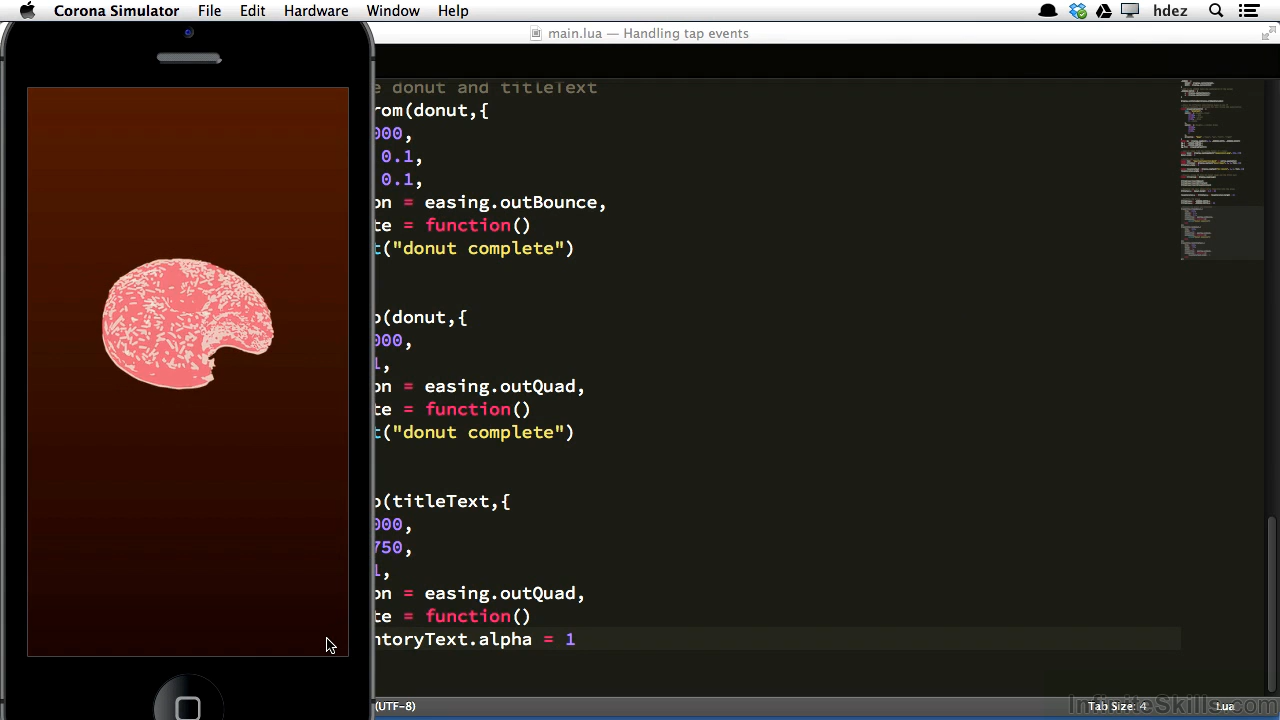 Corona Simulator File Edit Hardware Window Help hdez
main.lua — Handling tap events
e donut and titleText
rom(donut,{
000,
0.1,
0.1,
on = easing.outBounce,
te = function()
t("donut complete")
o(donut,{
000,
1,
on = easing.outQuad,
te = function()
t("donut complete")
o(titleText,{
000,
750,
1,
on = easing.outQuad,
te = function()
ntoryText.alpha = 1
(UTF-8) Tab Size: 4 Lua
InfiniteSkills.com